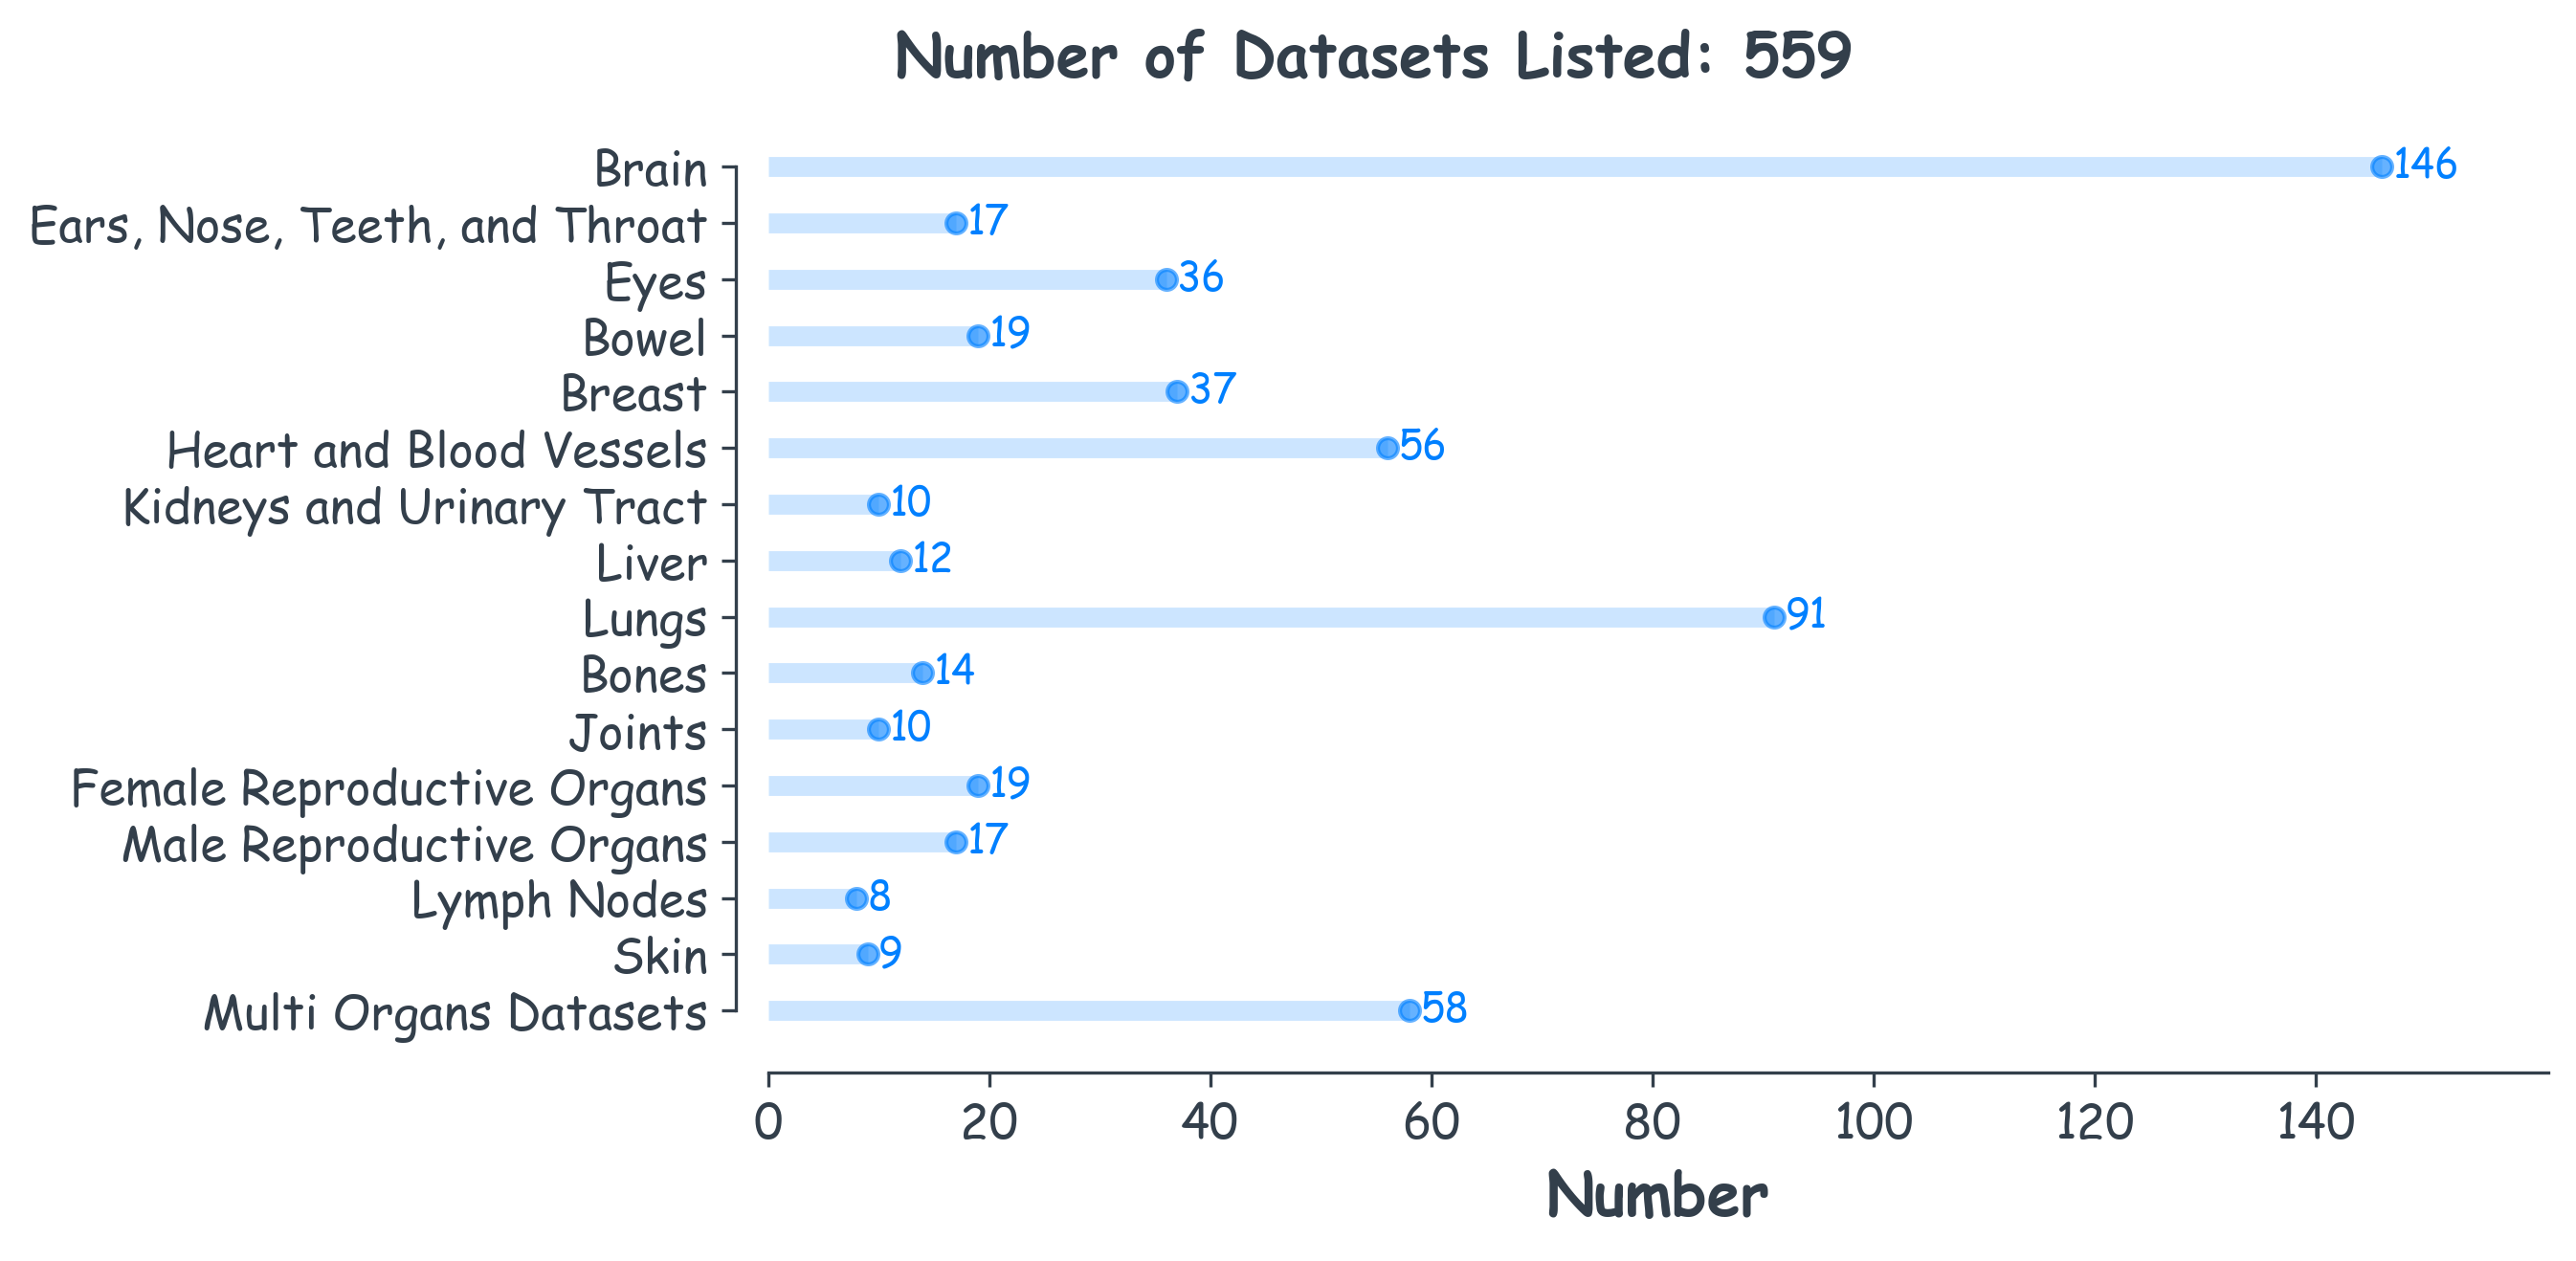 Number of Datasets Listed: 559
Brain 146
Ears, Nose, Teeth, and Throat 17
Eyes 36
Bowel 19
Breast 37
Heart and Blood Vessels 56
Kidneys and Urinary Tract 10
Liver 12
Lungs 91
Bones 14
Joints 10
Female Reproductive Organs 19
Male Reproductive Organs 17
Lymph Nodes 8
Skin 9
Multi Organs Datasets 58
0 20 40 60 80 100 120 140
Number